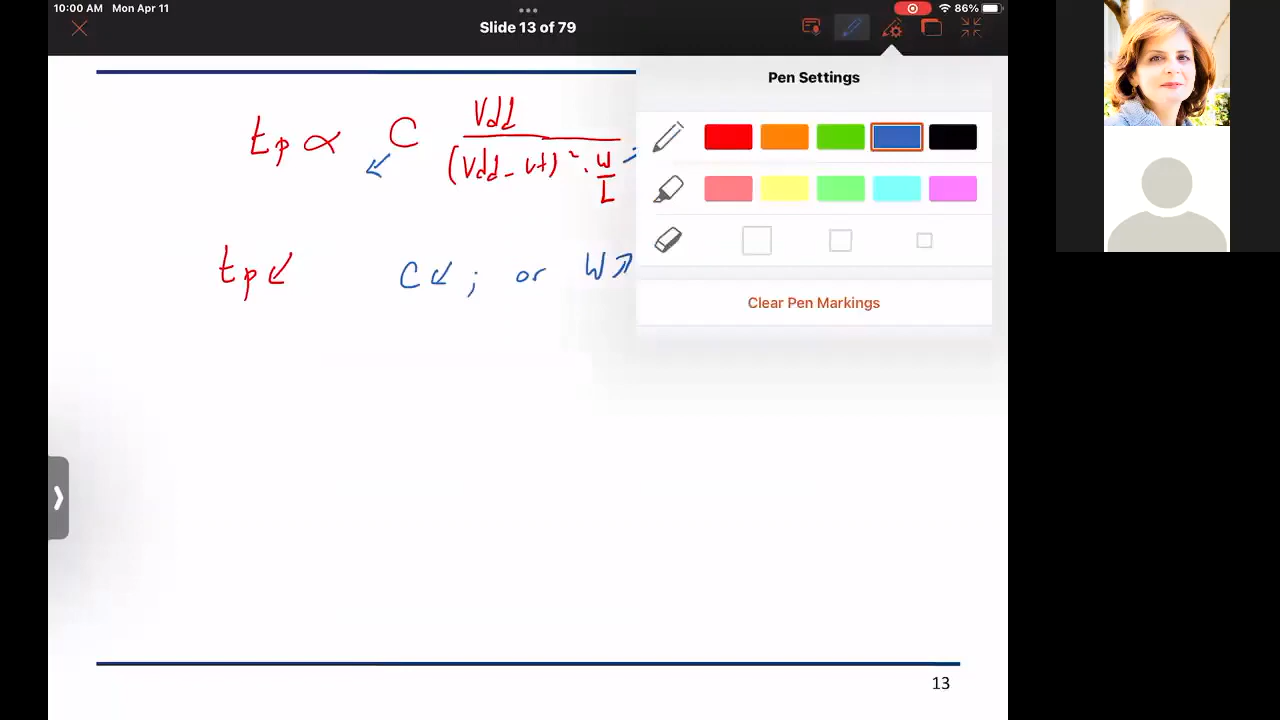 10:00 AM Mon Apr 11
86%
Slide 13 of 79
Pen Settings
Clear Pen Markings
tp ∝ C Vdd
(Vdd - Vt)² . W
L
tp↙ C↙ ; or W↗
13